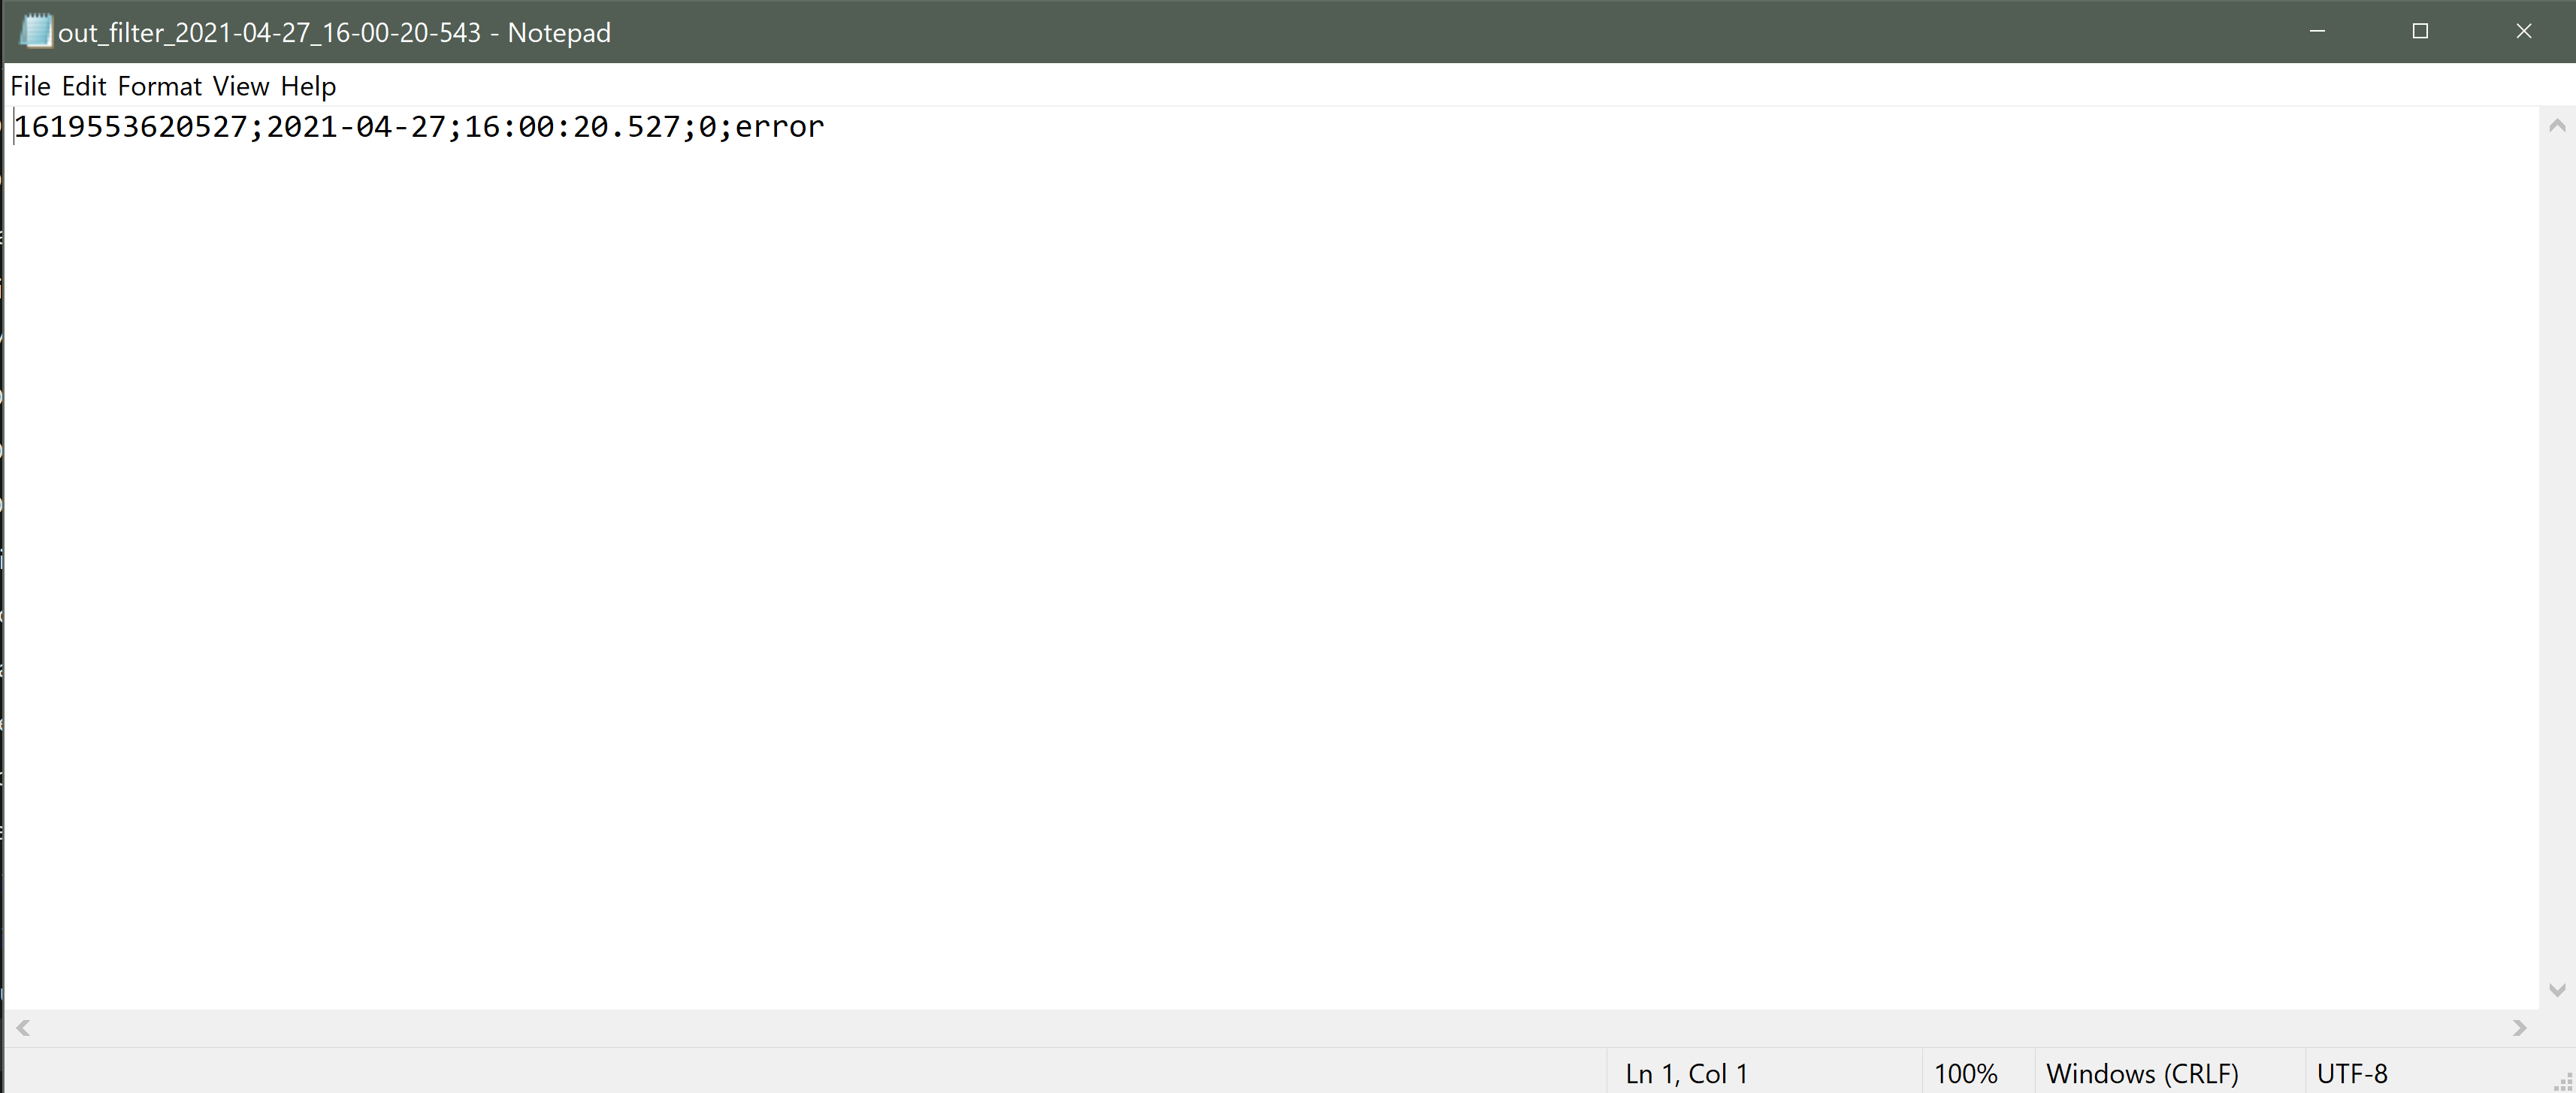 out_filter_2021-04-27_16-00-20-543 - Notepad
File Edit Format View Help
1619553620527;2021-04-27;16:00:20.527;0;error
Ln 1, Col 1 100% Windows (CRLF) UTF-8